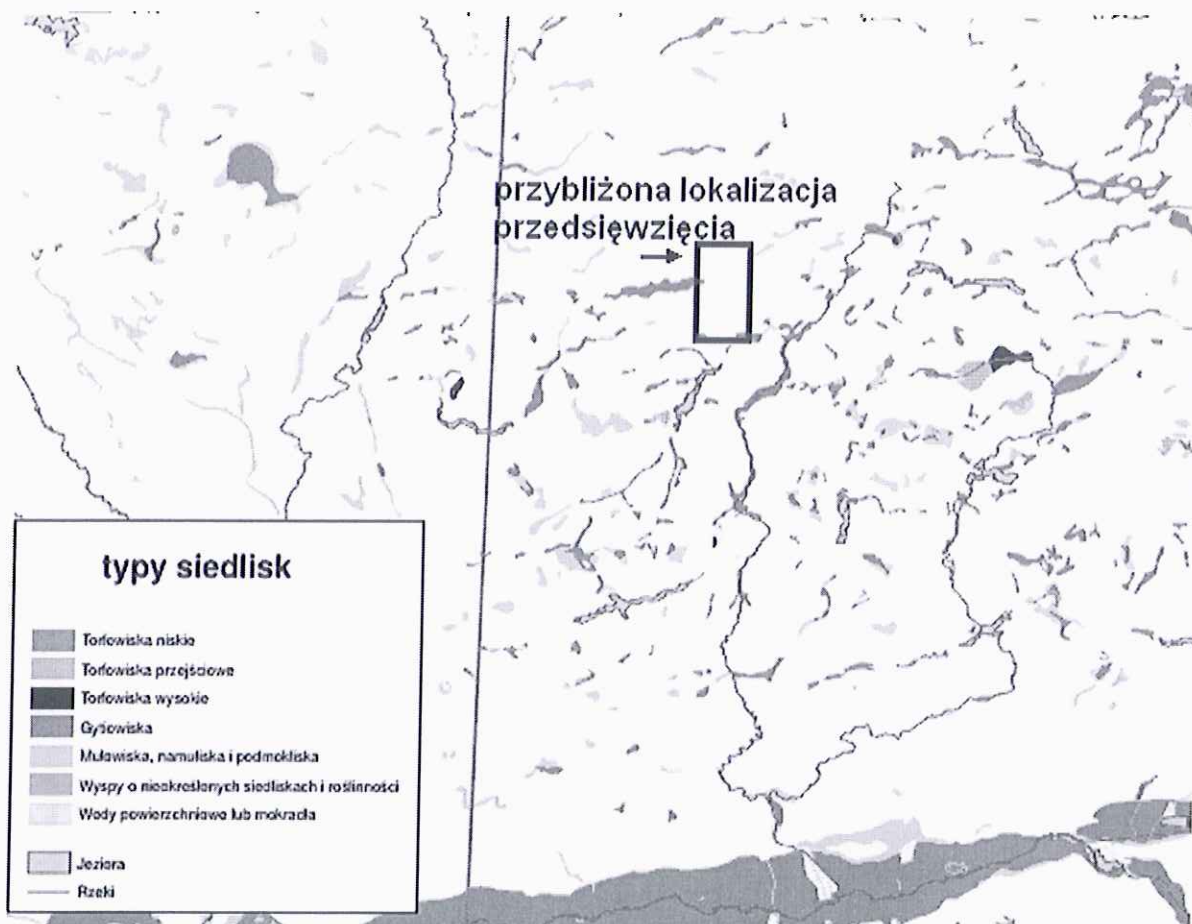 przybliżona lokalizacja
przedsięwzięcia
typy siedlisk
Torfowiska niskie
Torfowiska przejściowe
Torfowiska wysokie
Gytiowiska
Mułowiska, namuliska i podmokliska
Wyspy o nieokreślonych siedliskach i roślinności
Wody powierzchniowe lub mokradła
Jeziora
Rzeki